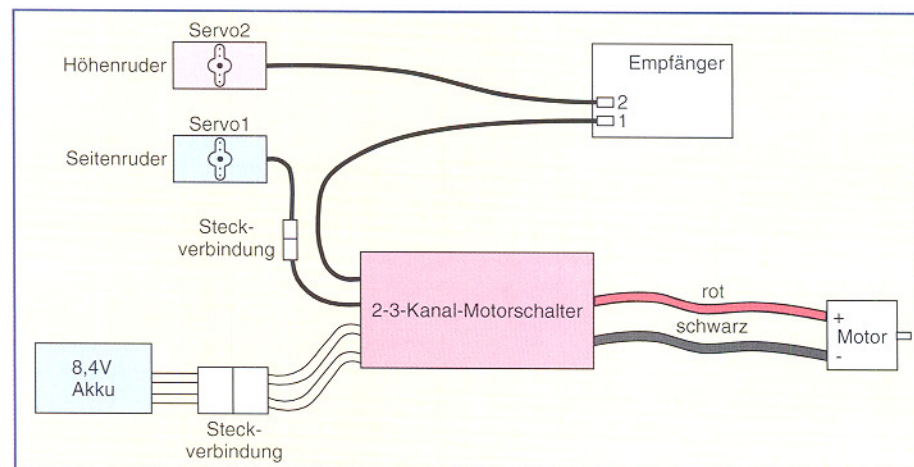 Servo2
Höhenruder
Empfänger
2
1
Servo1
Seitenruder
Steck-
verbindung
2-3-Kanal-Motorschalter
rot
schwarz
+
Motor
-
8,4V
Akku
Steck-
verbindung